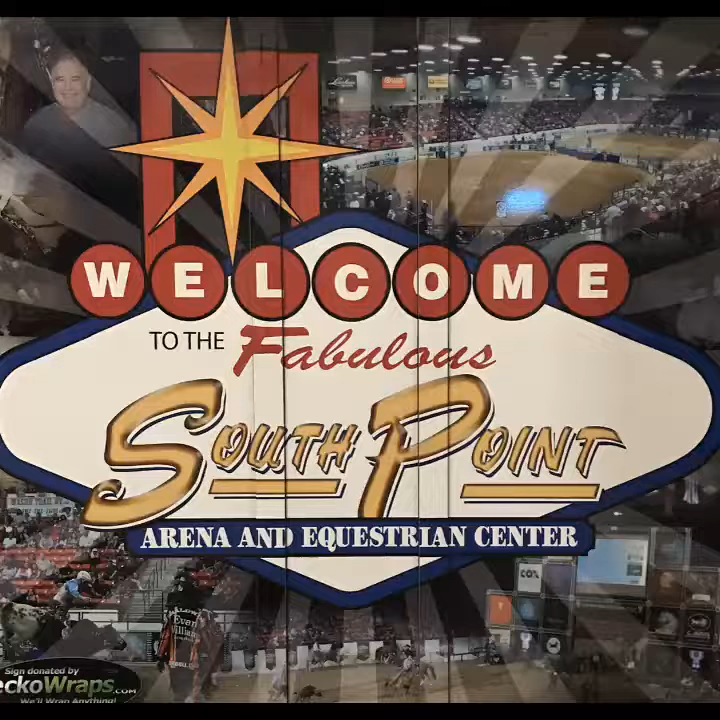 WELCOME
TO THE Fabulous
SOUTH POINT
ARENA AND EQUESTRIAN CENTER
Evan
Sign donated by
eckoWraps.COM
We'll Wrap Anything!